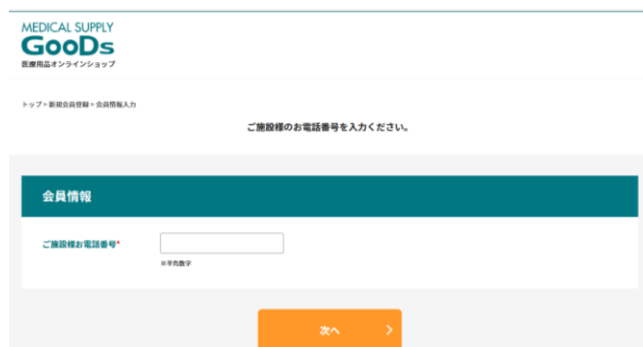 MEDICAL SUPPLY
GooDs
医療用品オンラインショップ
トップ > 新規会員登録 > 会員情報入力
ご施設様のお電話番号を入力ください。
会員情報
ご施設様お電話番号*
※半角数字
次へ